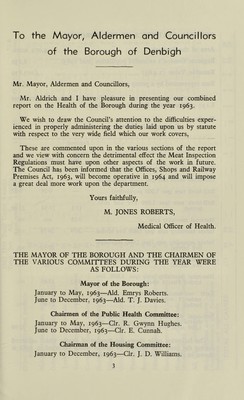 To the Mayor, Aldermen and Councillors
of the Borough of Denbigh
Mr. Mayor, Aldermen and Councillors,
Mr. Aldrich and I have pleasure in presenting our combined
report on the Health of the Borough during the year 1963.
We wish to draw the Council's attention to the difficulties exper-
ienced in properly administering the duties laid upon us by statute
with respect to the very wide field which our work covers,
These are commented upon in the various sections of the report
and we view with concern the detrimental effect the Meat Inspection
Regulations must have upon other aspects of the work in future.
The Council has been informed that the Offices, Shops and Railway
Premises Act, 1963, will become operative in 1964 and will impose
a great deal more work upon the department.
Yours faithfully,
M. JONES ROBERTS,
Medical Officer of Health.
THE MAYOR OF THE BOROUGH AND THE CHAIRMEN OF
THE VARIOUS COMMITTEES DURING THE YEAR WERE
AS FOLLOWS:
Mayor of the Borough:
January to May, 1963—Ald. Emrys Roberts.
June to December, 1963—Ald. T. J. Davies.
Chairmen of the Public Health Committee:
January to May, 1963—Clr. R. Gwynn Hughes.
June to December, 1963—Clr. E. Cunnah.
Chairman of the Housing Committee:
January to December, 1963—Clr. J. D. Williams.
3